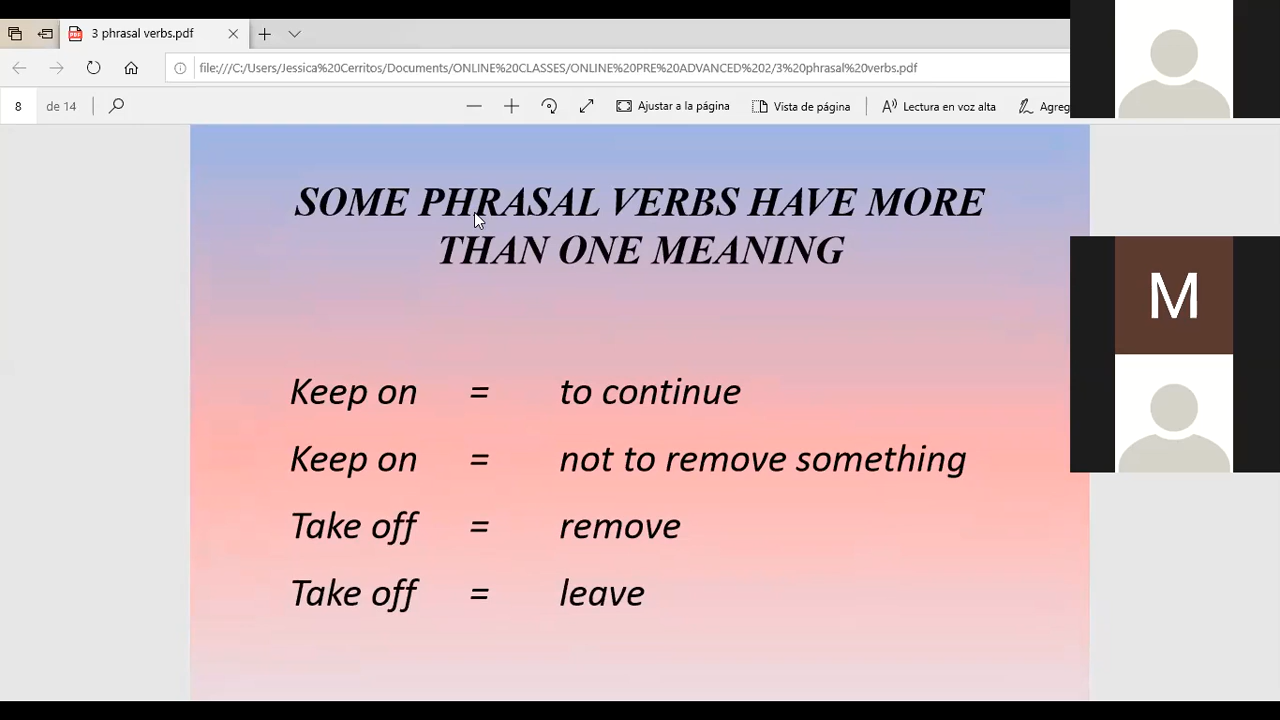 3 phrasal verbs.pdf
file:///C:/Users/Jessica%20Cerritos/Documents/ONLINE%20CLASSES/ONLINE%20PRE%20ADVANCED%202/3%20phrasal%20verbs.pdf
8 de 14 Ajustar a la página Vista de página Lectura en voz alta Agreg
SOME PHRASAL VERBS HAVE MORE
THAN ONE MEANING
M
Keep on = to continue
Keep on = not to remove something
Take off = remove
Take off = leave